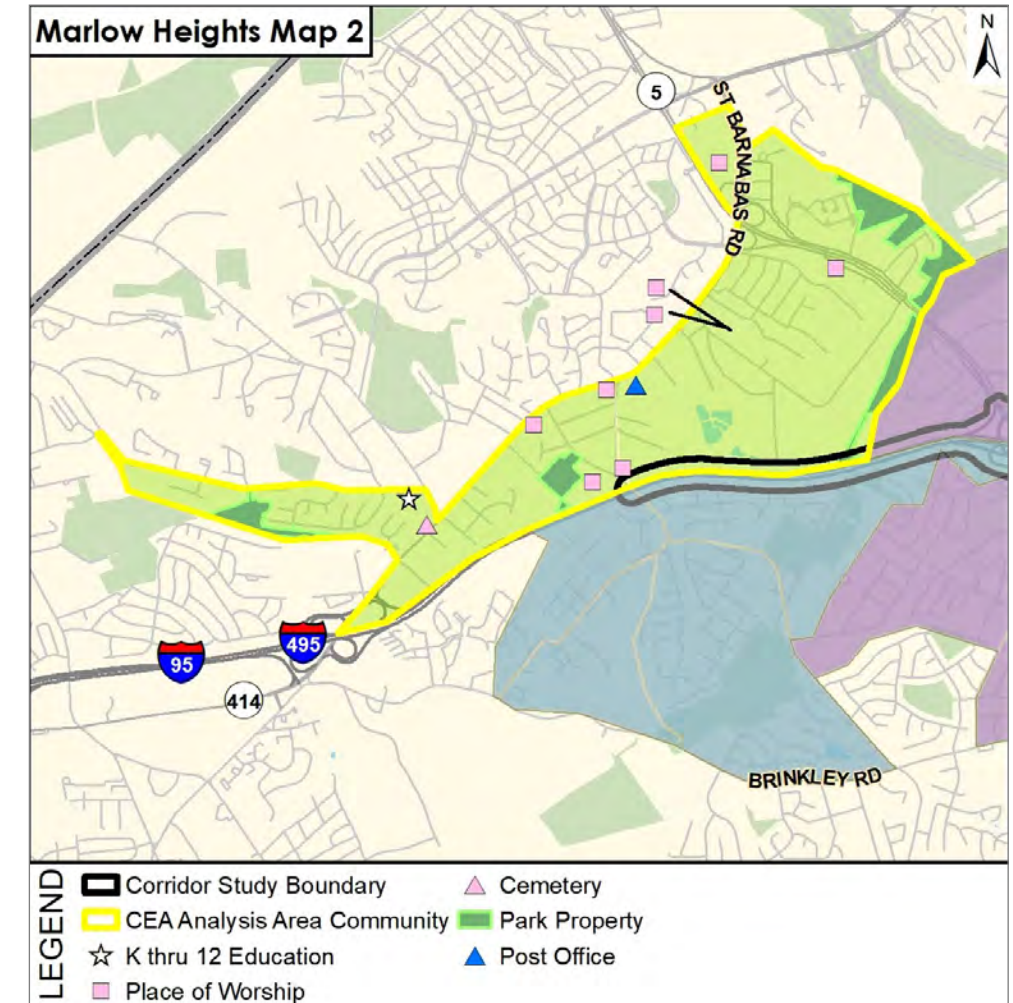 Marlow Heights Map 2
N
5
ST BARNABAS RD
495
95
414
BRINKLEY RD
LEGEND
Corridor Study Boundary
CEA Analysis Area Community
K thru 12 Education
Place of Worship
Cemetery
Park Property
Post Office